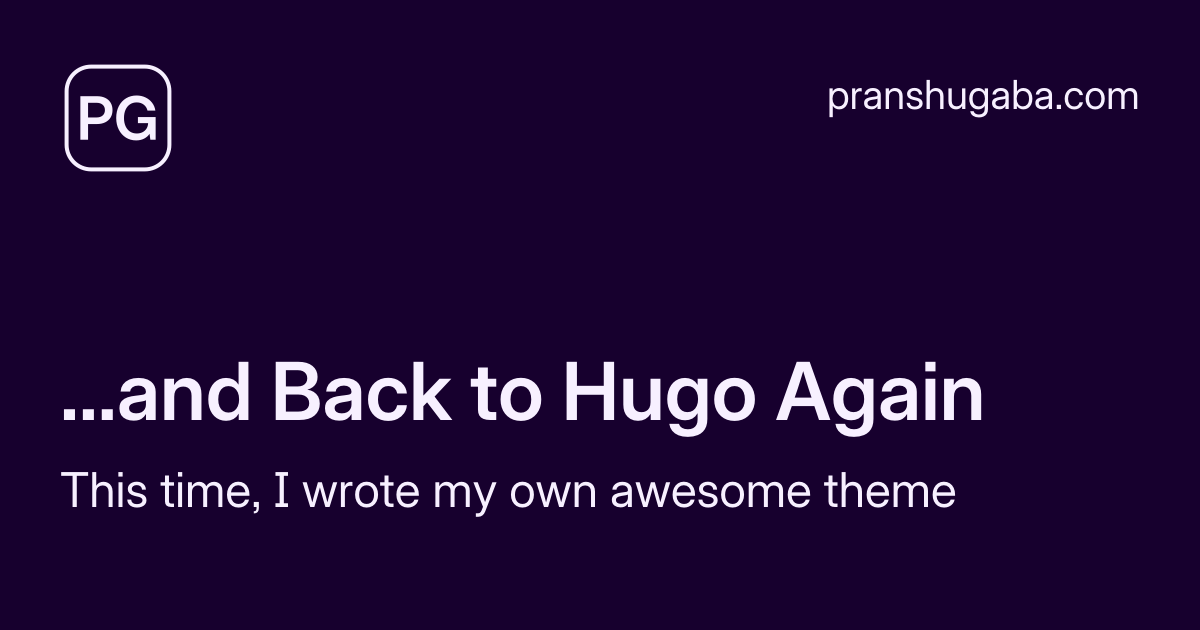 PG
pranshugaba.com
...and Back to Hugo Again
This time, I wrote my own awesome theme